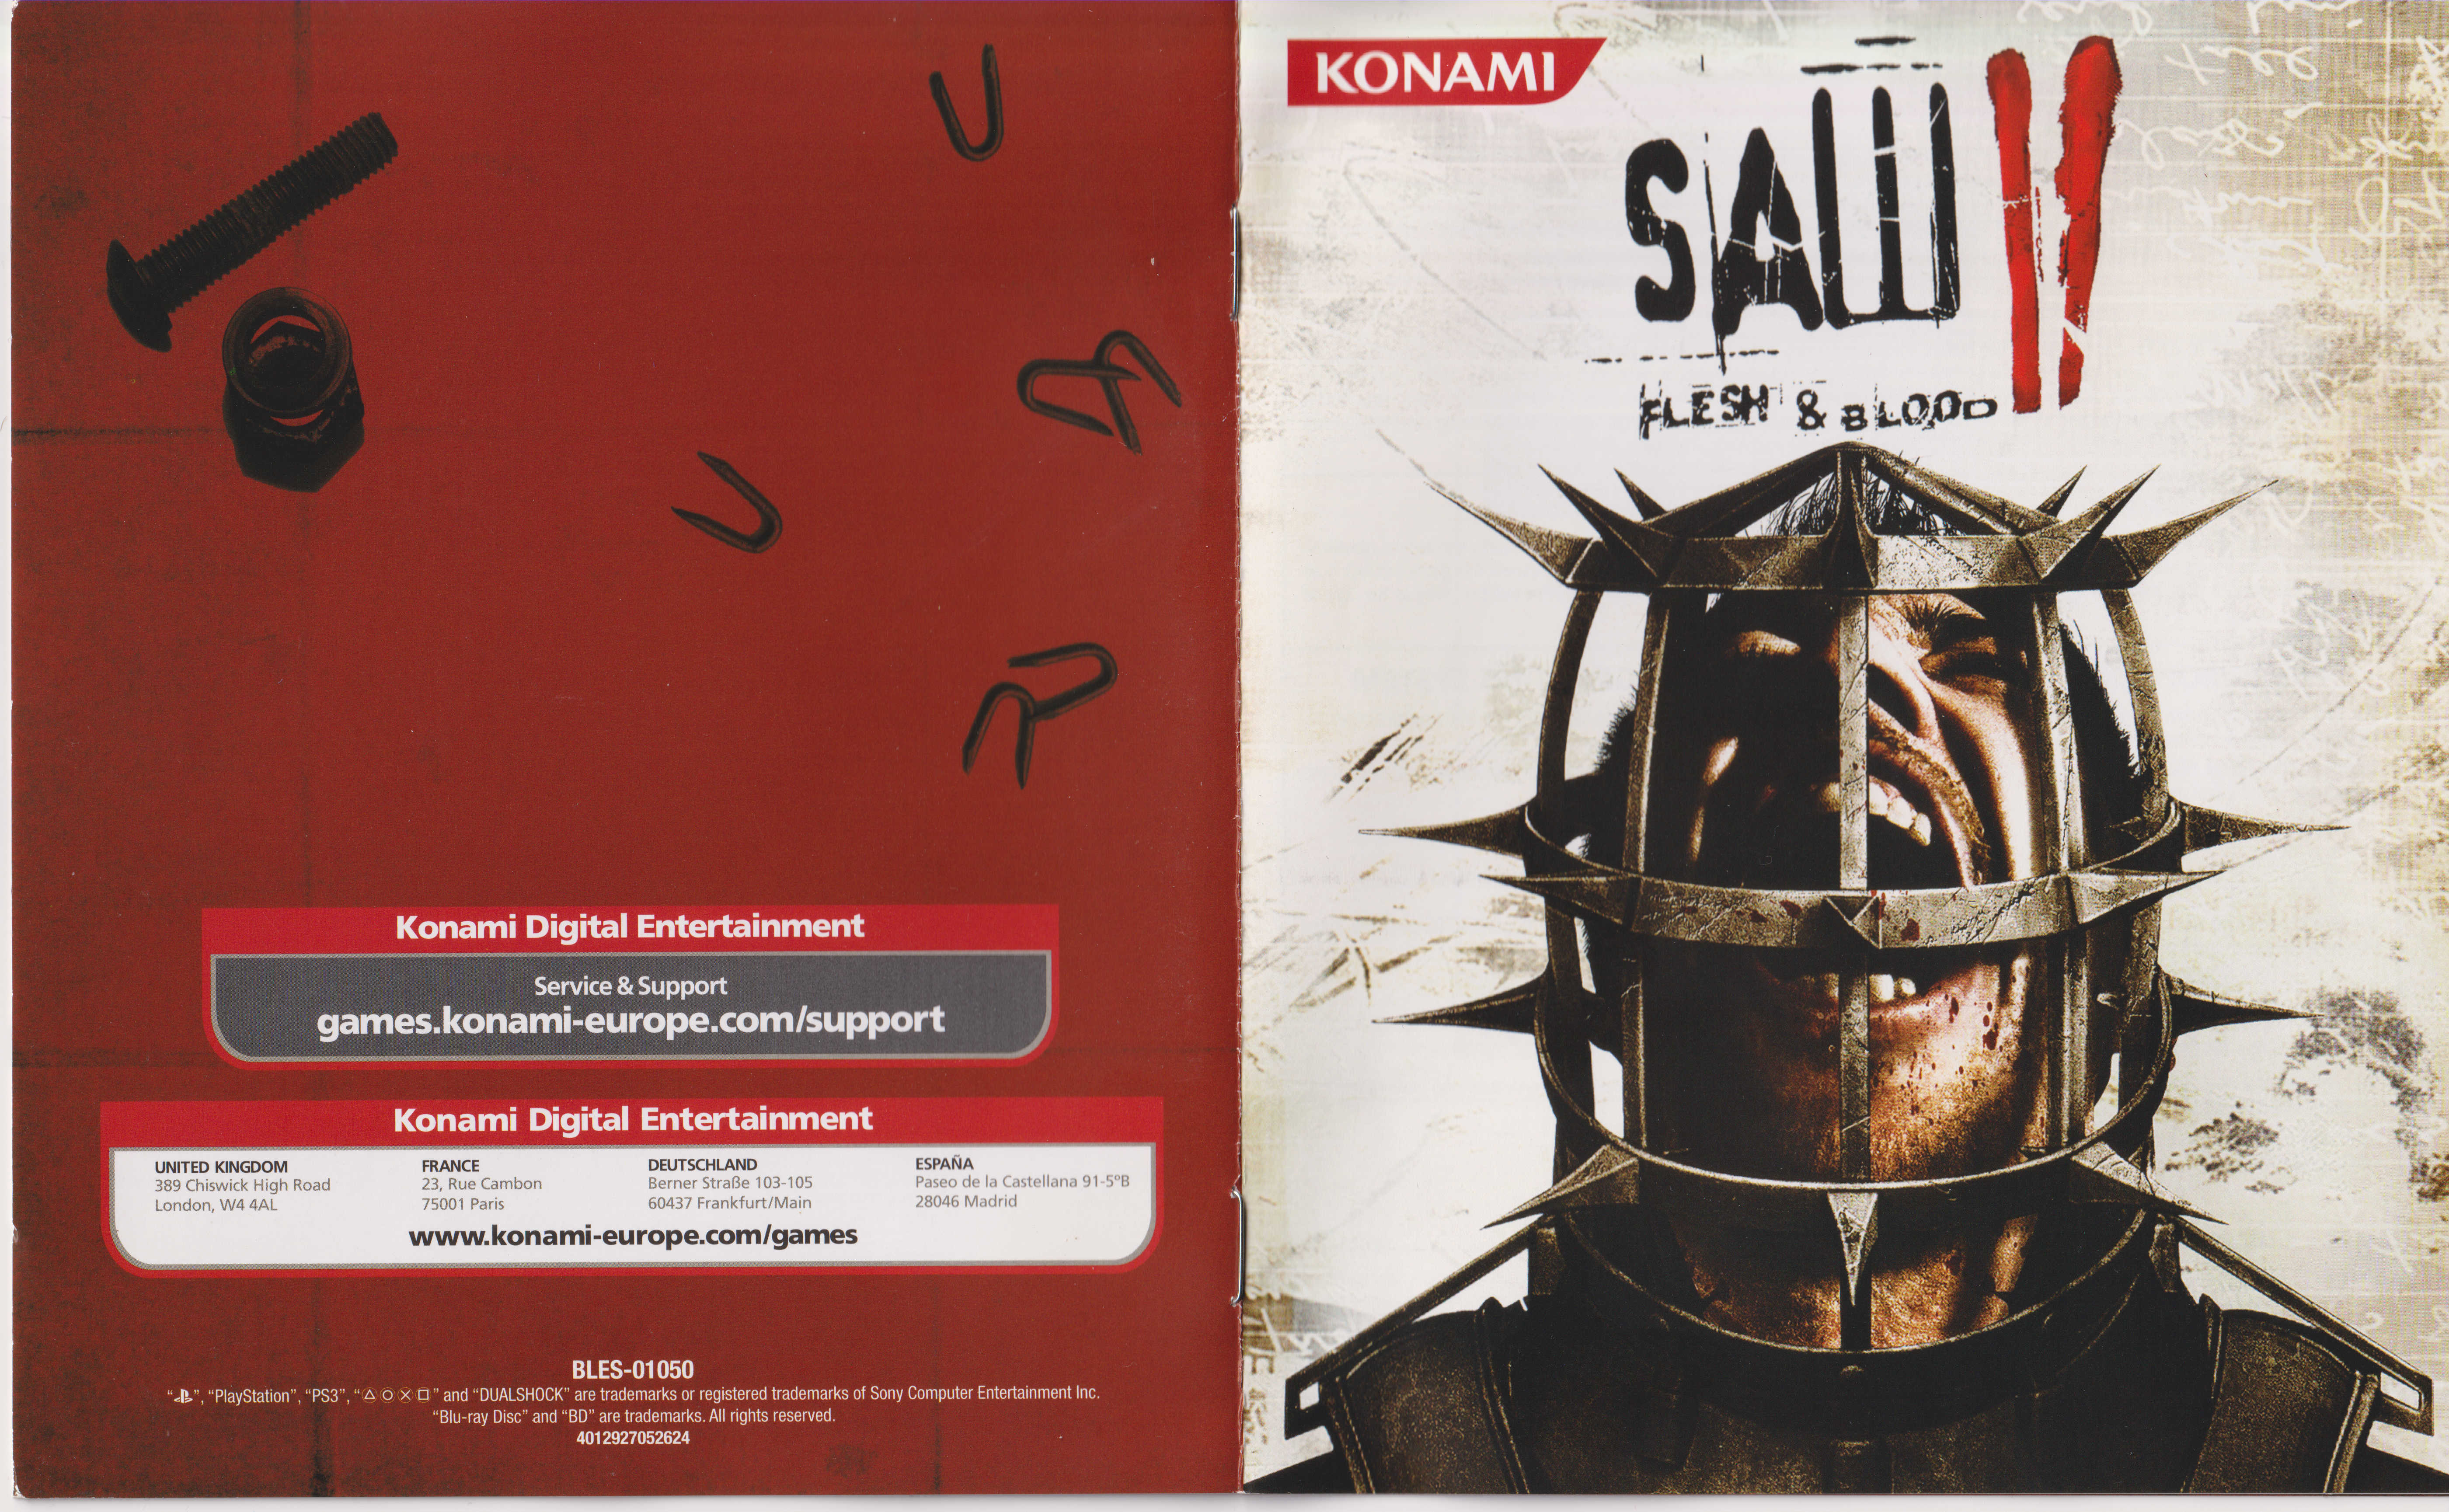 Konami Digital Entertainment
Service & Support
games.konami-europe.com/support
Konami Digital Entertainment
UNITED KINGDOM
389 Chiswick High Road
London, W4 4AL
FRANCE
23, Rue Cambon
75001 Paris
DEUTSCHLAND
Berner Straße 103-105
60437 Frankfurt/Main
ESPAÑA
Paseo de la Castellana 91-5ºB
28046 Madrid
www.konami-europe.com/games
BLES-01050
“ ”, “PlayStation”, “PS3”, “△○×□” and “DUALSHOCK” are trademarks or registered trademarks of Sony Computer Entertainment Inc.
“Blu-ray Disc” and “BD” are trademarks. All rights reserved.
4012927052624
KONAMI
SAW II
FLESH & BLOOD